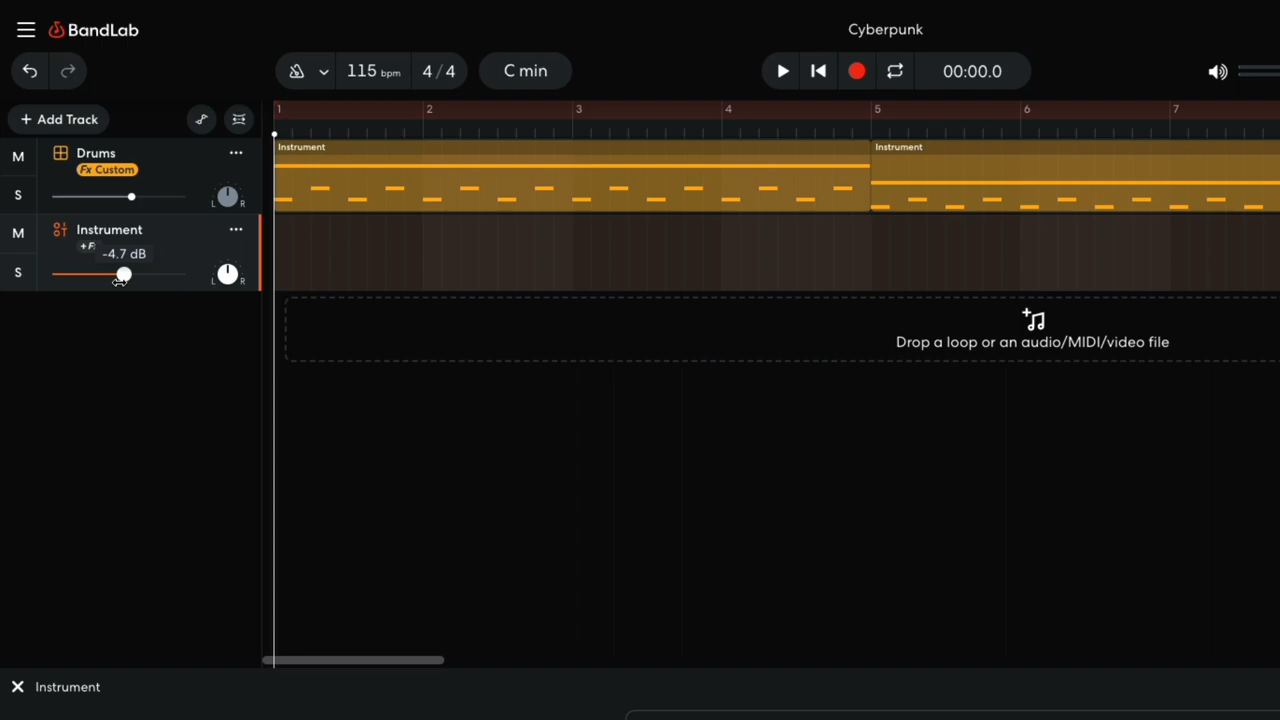 BandLab
Cyberpunk
115 bpm
4/4
C min
00:00.0
+ Add Track
1 2 3 4 5 6 7
M
Drums
Fx Custom
S
L R
Instrument
Instrument
M
Instrument
-4.7 dB
S
L R
Drop a loop or an audio/MIDI/video file
Instrument